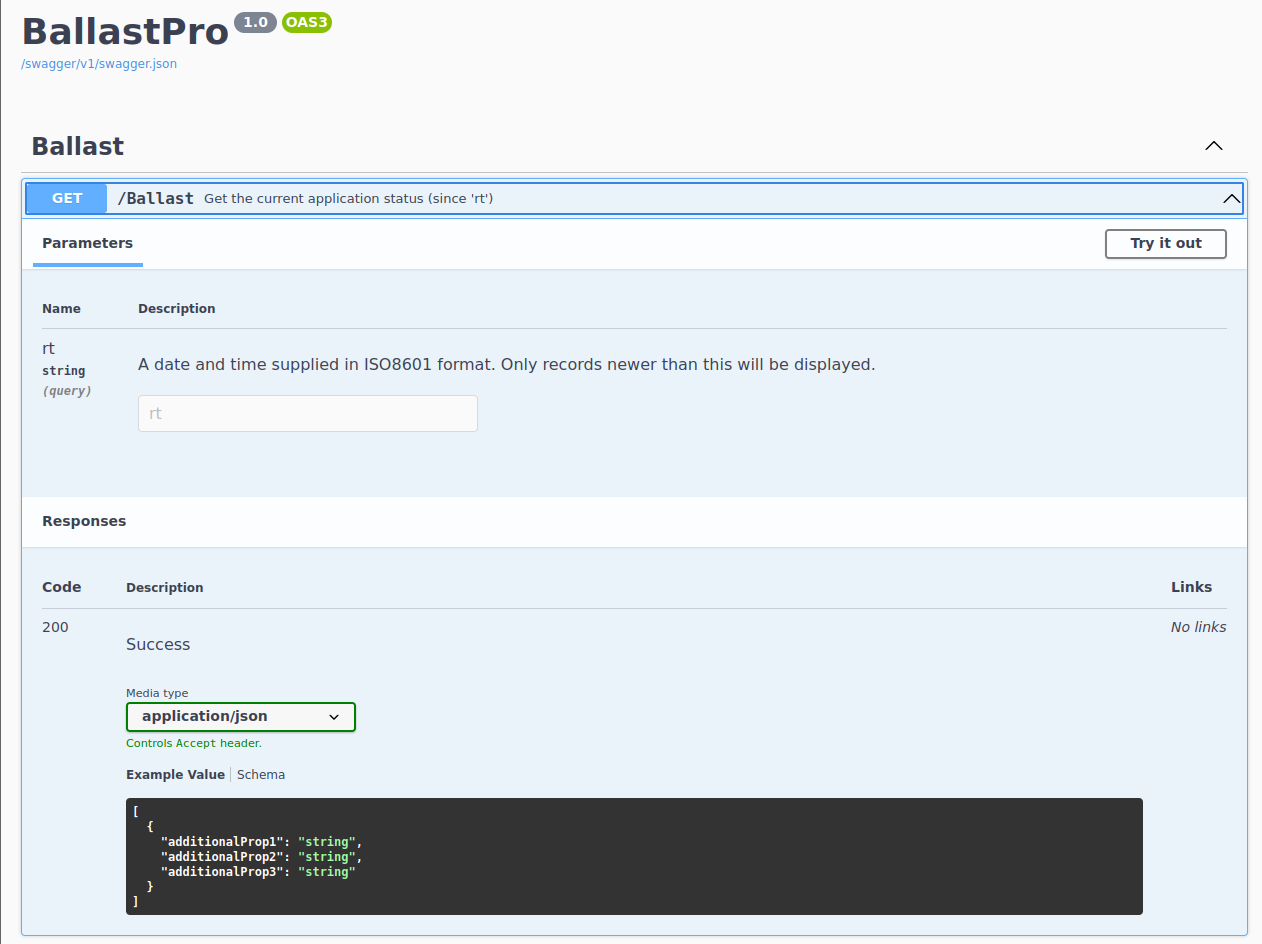 BallastPro 1.0 OAS3
/swagger/v1/swagger.json
Ballast
GET /Ballast Get the current application status (since 'rt')
Parameters Try it out
Name Description
rt
string
(query)
A date and time supplied in ISO8601 format. Only records newer than this will be displayed.
rt
Responses
Code Description Links
200 Success No links
Media type
application/json
Controls Accept header.
Example Value Schema
[
  {
    "additionalProp1": "string",
    "additionalProp2": "string",
    "additionalProp3": "string"
  }
]